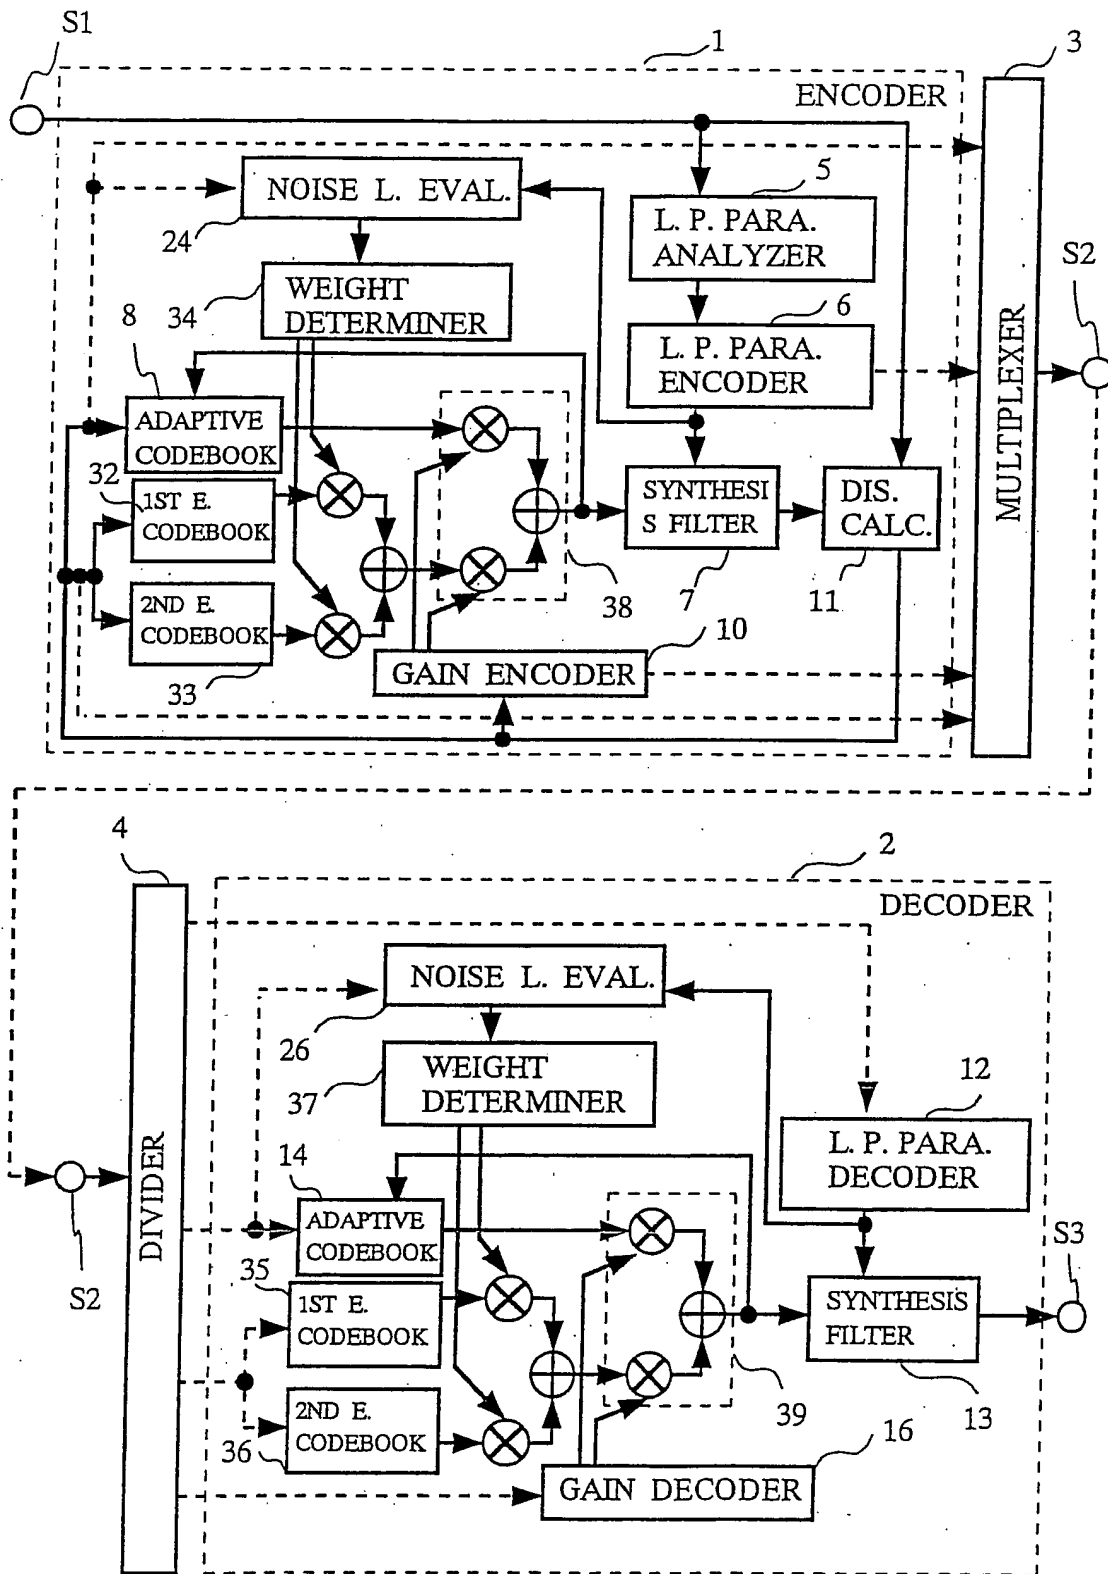 S1
1
3
ENCODER
NOISE L. EVAL.
5
24
L. P. PARA.
ANALYZER
S2
WEIGHT
DETERMINER
34
8
6
L. P. PARA.
ENCODER
MULTIPLEXER
ADAPTIVE
CODEBOOK
32
1ST E.
CODEBOOK
SYNTHESI
S FILTER
DIS.
CALC.
2ND E.
CODEBOOK
38
7
11
10
33
GAIN ENCODER
4
2
DECODER
NOISE L. EVAL.
26
WEIGHT
DETERMINER
37
12
L. P. PARA.
DECODER
14
DIVIDER
ADAPTIVE
CODEBOOK
S3
S2
35
1ST E.
CODEBOOK
SYNTHESIS
FILTER
2ND E.
CODEBOOK
36
39
13
16
GAIN DECODER